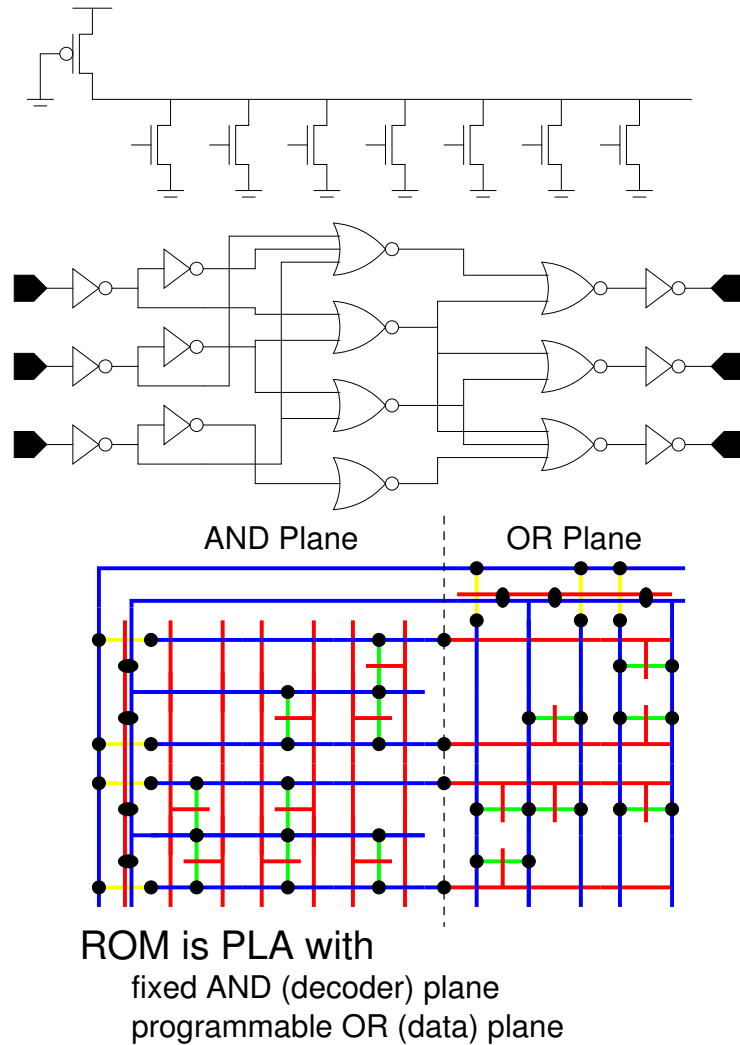 AND Plane
OR Plane
ROM is PLA with
fixed AND (decoder) plane
programmable OR (data) plane